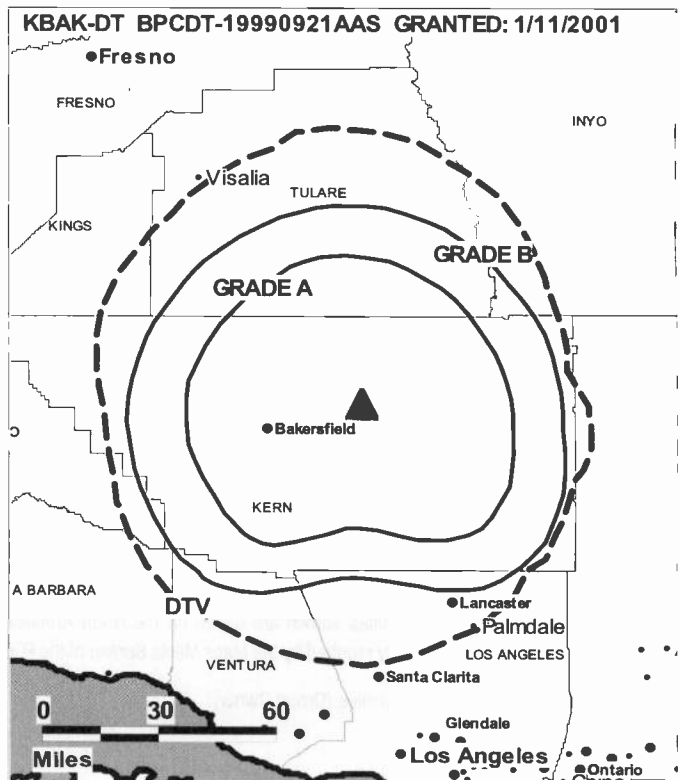 KBAK-DT BPCDT-19990921AAS GRANTED: 1/11/2001
Fresno
FRESNO
INYO
Visalia
TULARE
KINGS
GRADE B
GRADE A
Bakersfield
KERN
A BARBARA
DTV
Lancaster
Palmdale
LOS ANGELES
VENTURA
Santa Clarita
0 30 60
Miles
Glendale
Los Angeles
Ontario